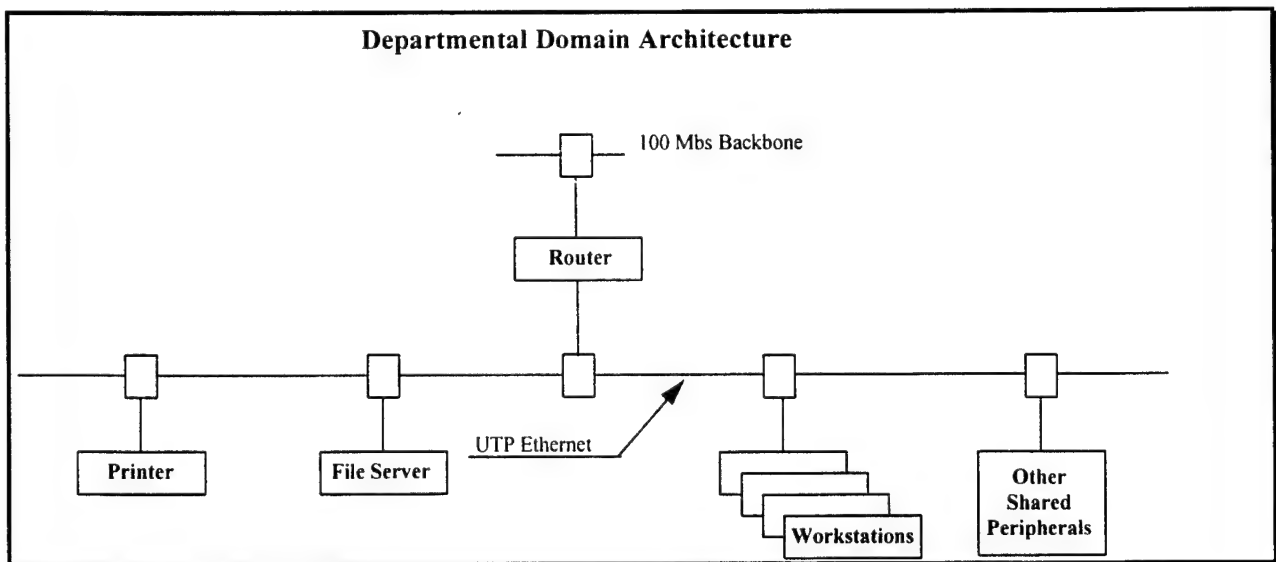 Departmental Domain Architecture
100 Mbs Backbone
Router
UTP Ethernet
Printer
File Server
Workstations
Other
Shared
Peripherals